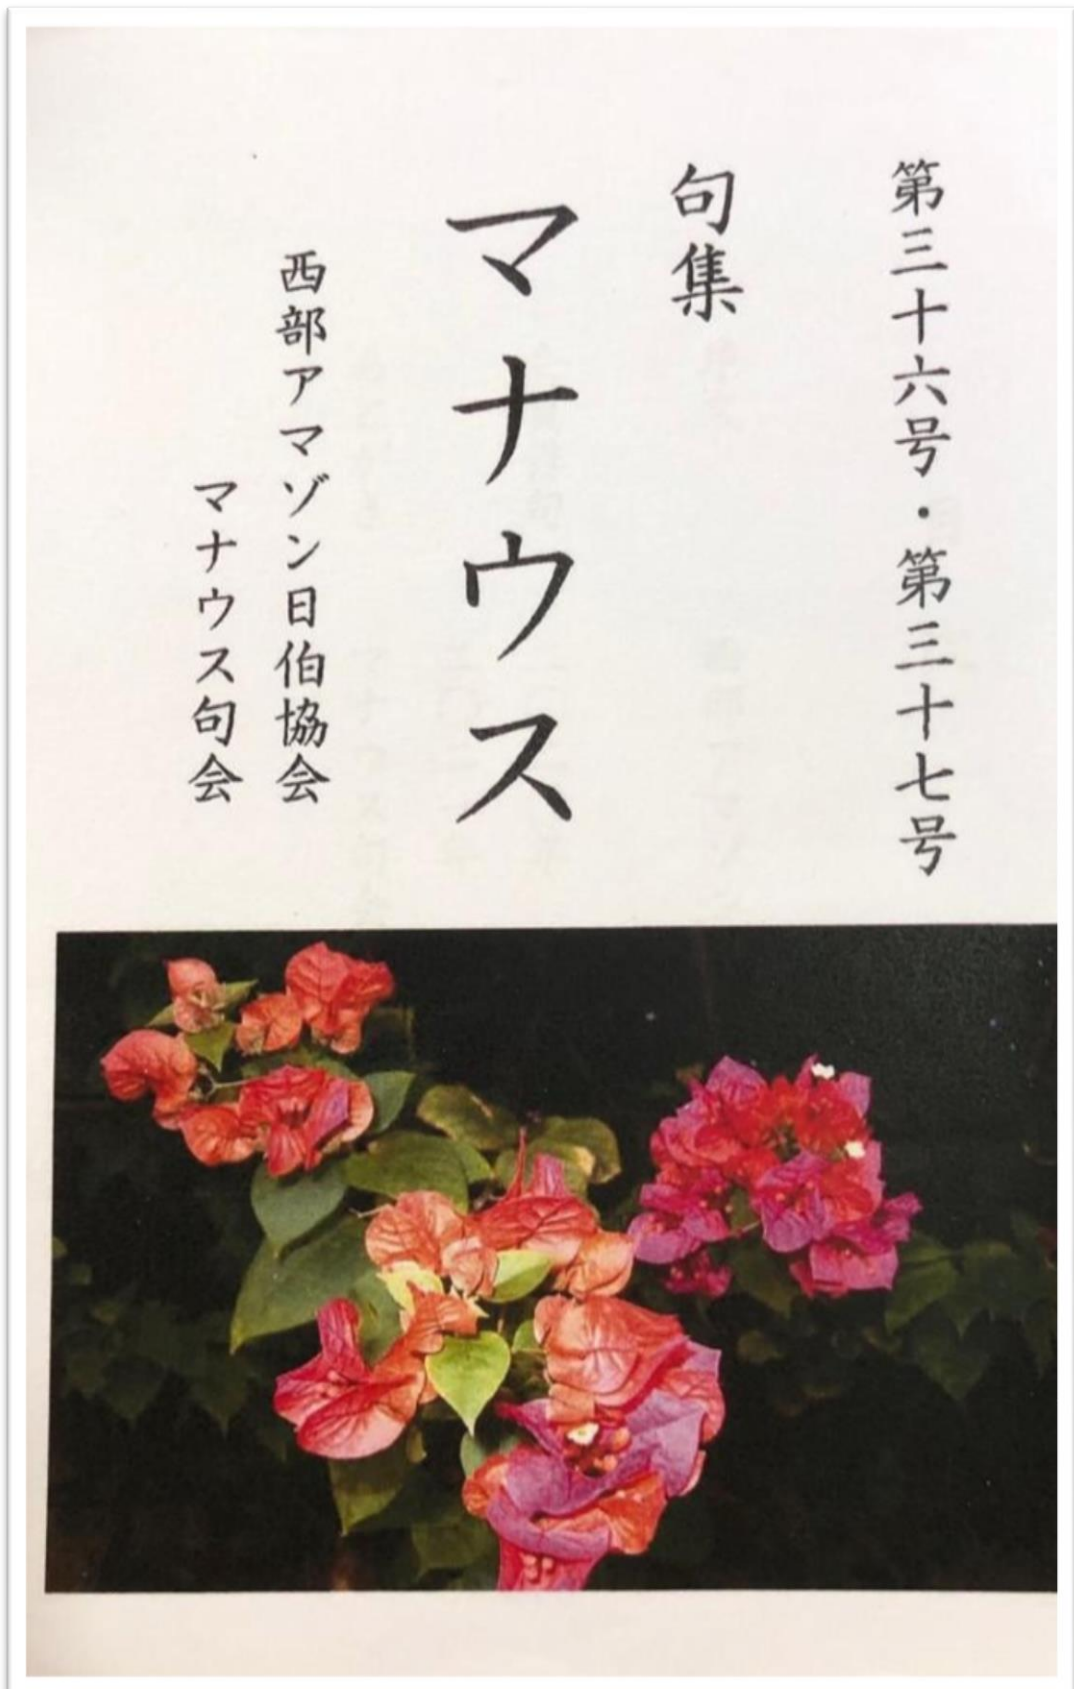 第三十六号・第三十七号
句集
マナウス
西部アマゾン日伯協会
マナウス句会